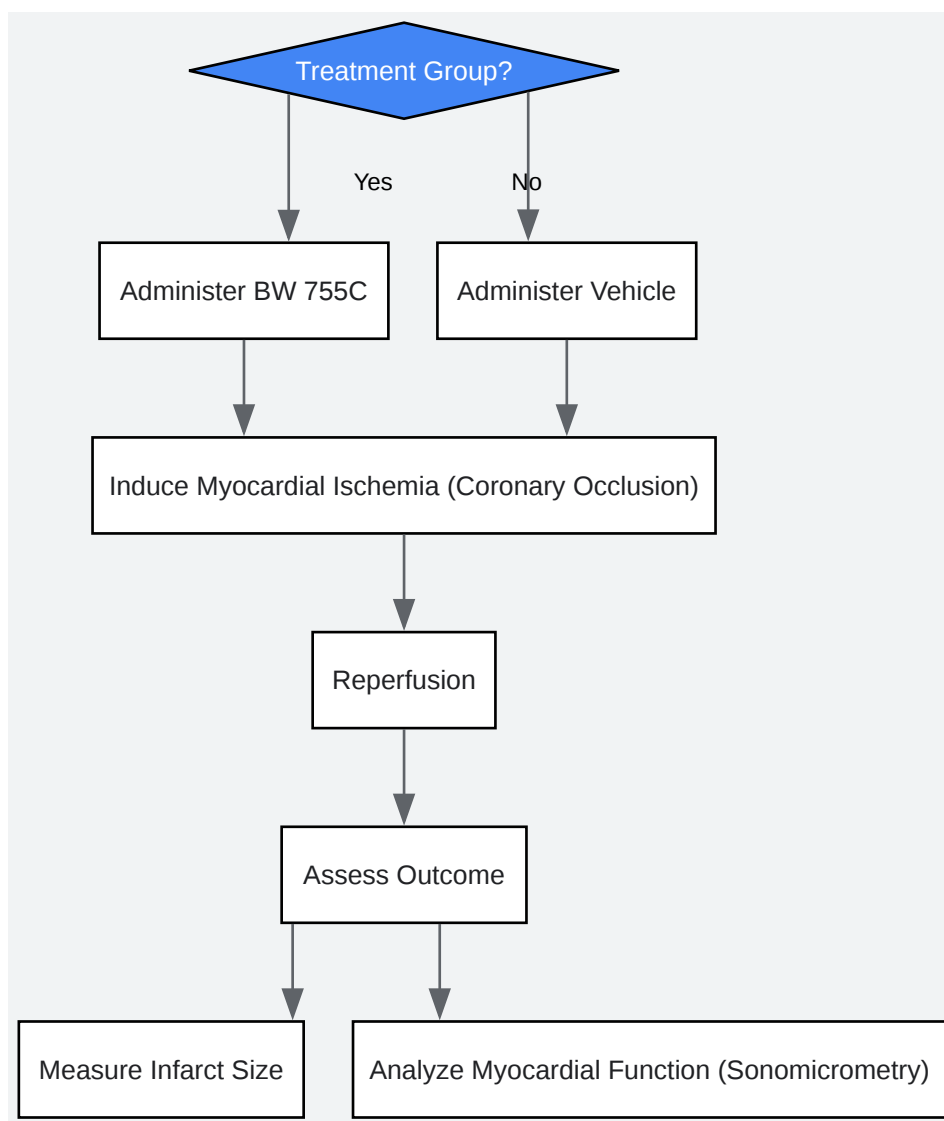 Treatment Group?
Yes
No
Administer BW 755C
Administer Vehicle
Induce Myocardial Ischemia (Coronary Occlusion)
Reperfusion
Assess Outcome
Measure Infarct Size
Analyze Myocardial Function (Sonomicrometry)